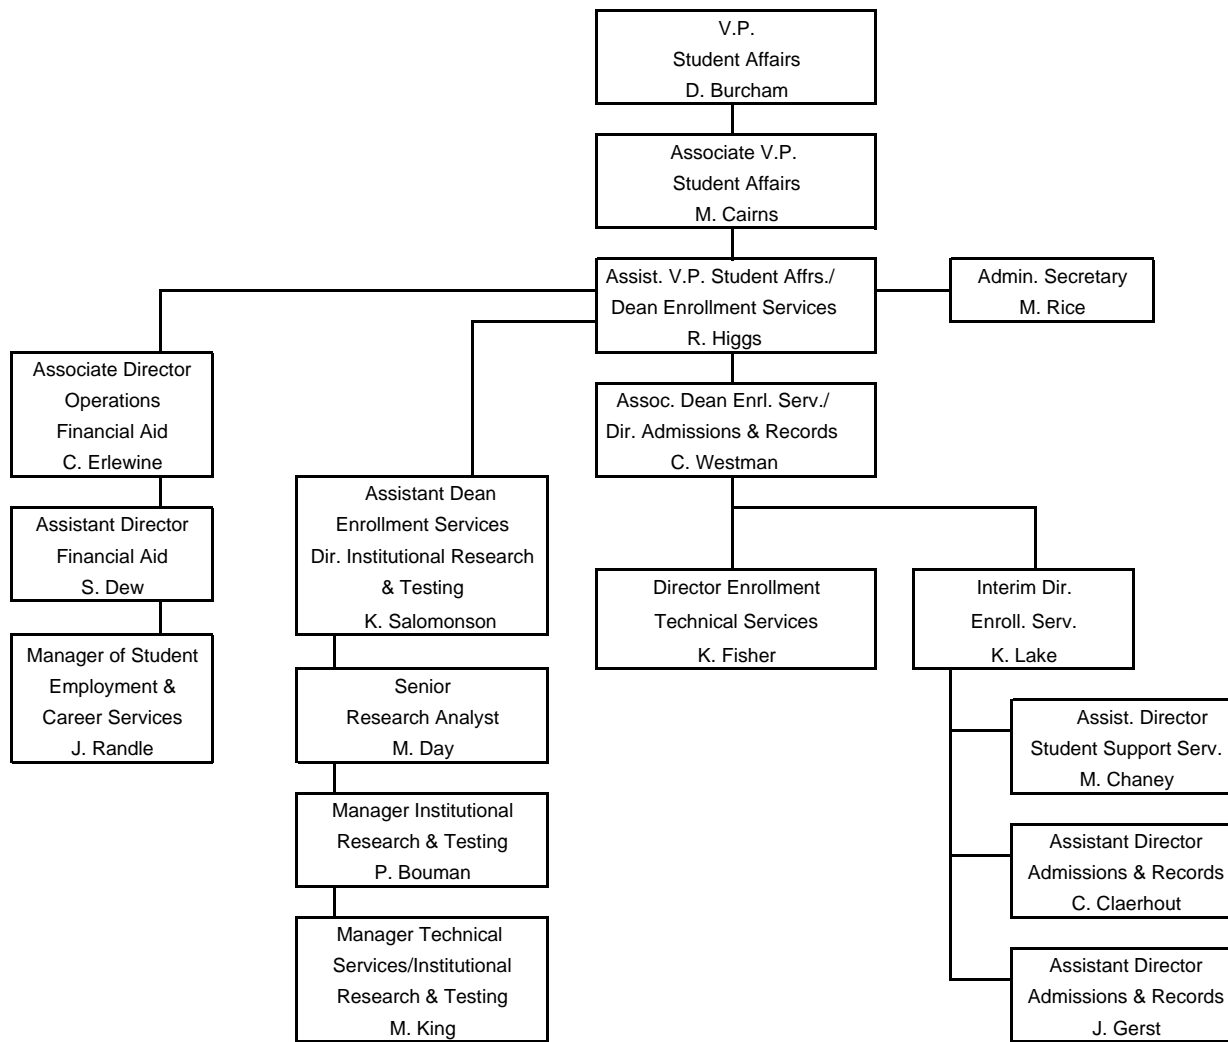 V.P.
Student Affairs
D. Burcham
Associate V.P.
Student Affairs
M. Cairns
Assist. V.P. Student Affrs./
Dean Enrollment Services
R. Higgs
Admin. Secretary
M. Rice
Associate Director
Operations
Financial Aid
C. Erlewine
Assoc. Dean Enrl. Serv./
Dir. Admissions & Records
C. Westman
Assistant Director
Financial Aid
S. Dew
Manager of Student
Employment &
Career Services
J. Randle
Assistant Dean
Enrollment Services
Dir. Institutional Research
& Testing
K. Salomonson
Senior
Research Analyst
M. Day
Manager Institutional
Research & Testing
P. Bouman
Manager Technical
Services/Institutional
Research & Testing
M. King
Director Enrollment
Technical Services
K. Fisher
Interim Dir.
Enroll. Serv.
K. Lake
Assist. Director
Student Support Serv.
M. Chaney
Assistant Director
Admissions & Records
C. Claerhout
Assistant Director
Admissions & Records
J. Gerst